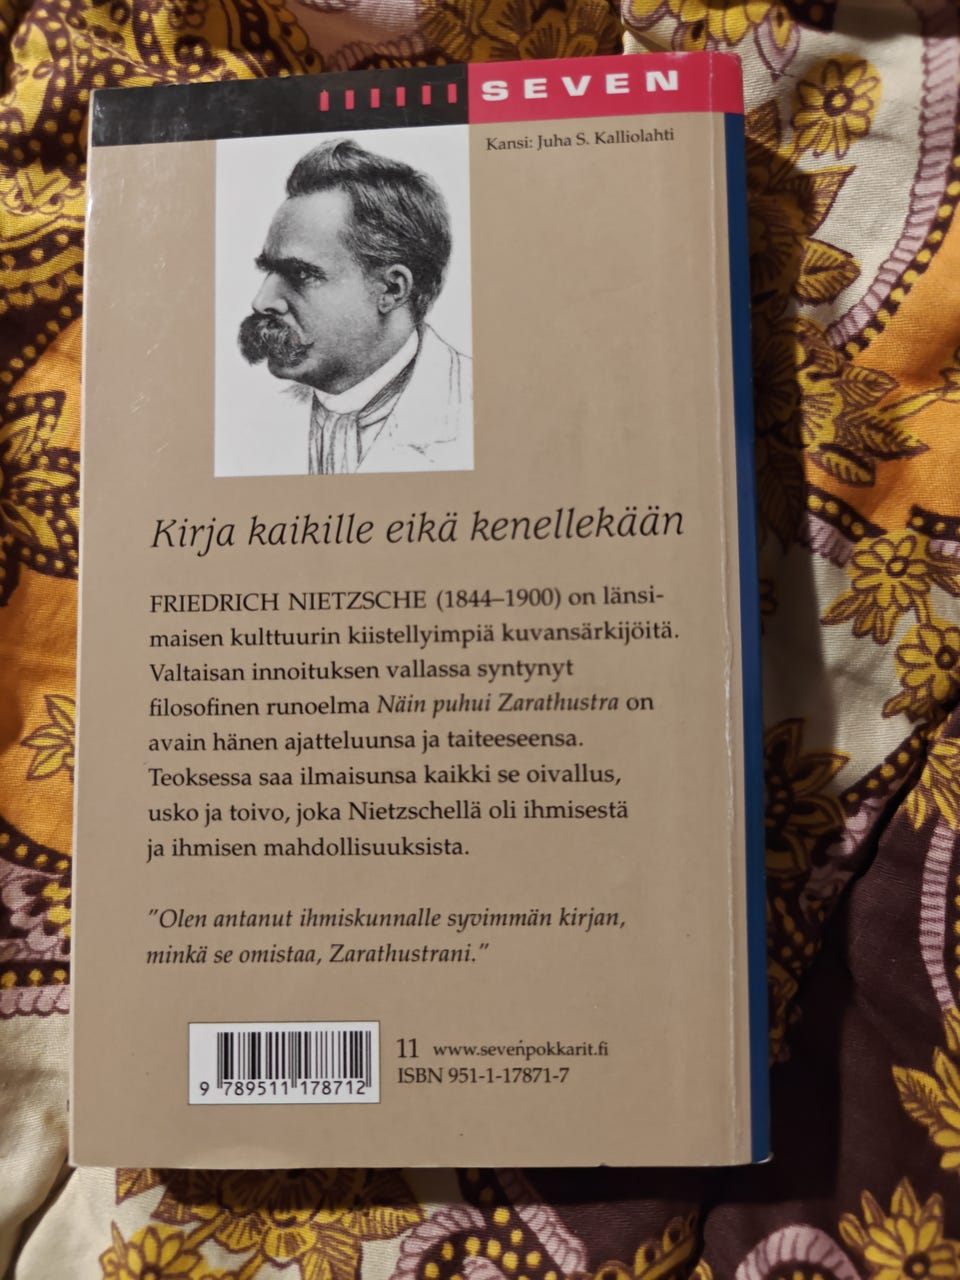 SEVEN
Kansi: Juha S. Kalliolahti
Kirja kaikille eikä kenellekään
FRIEDRICH NIETZSCHE (1844–1900) on länsi-
maisen kulttuurin kiistellyimpiä kuvansärkijöitä.
Valtaisan innoituksen vallassa syntynyt
filosofinen runoelma Näin puhui Zarathustra on
avain hänen ajatteluunsa ja taiteeseensa.
Teoksessa saa ilmaisunsa kaikki se oivallus,
usko ja toivo, joka Nietzschellä oli ihmisestä
ja ihmisen mahdollisuuksista.
"Olen antanut ihmiskunnalle syvimmän kirjan,
minkä se omistaa, Zarathustrani."
11 www.sevenpokkarit.fi
ISBN 951-1-17871-7
9 789511 178712